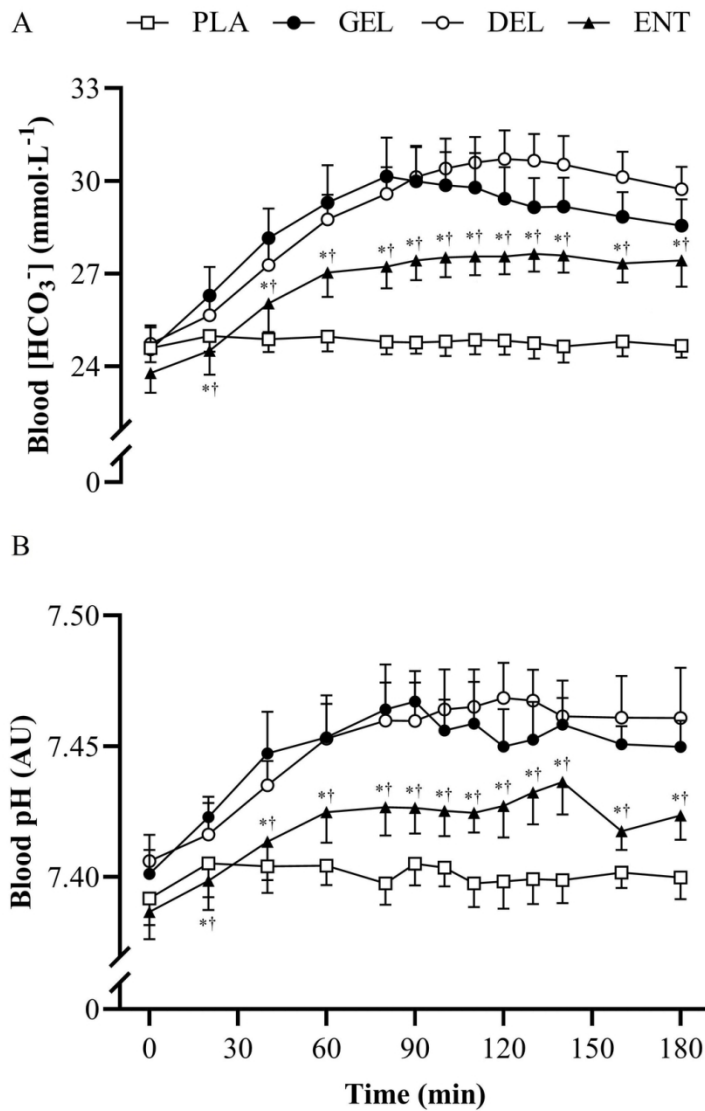 A
PLA GEL DEL ENT
33
30
27
24
0
Blood [HCO3⁻] (mmol·L⁻¹)
*† *† *† *† *† *† *† *† *† *† *† *†
B
7.50
7.45
7.40
0
Blood pH (AU)
*† *† *† *† *† *† *† *† *† *† *† *†
0 30 60 90 120 150 180
Time (min)